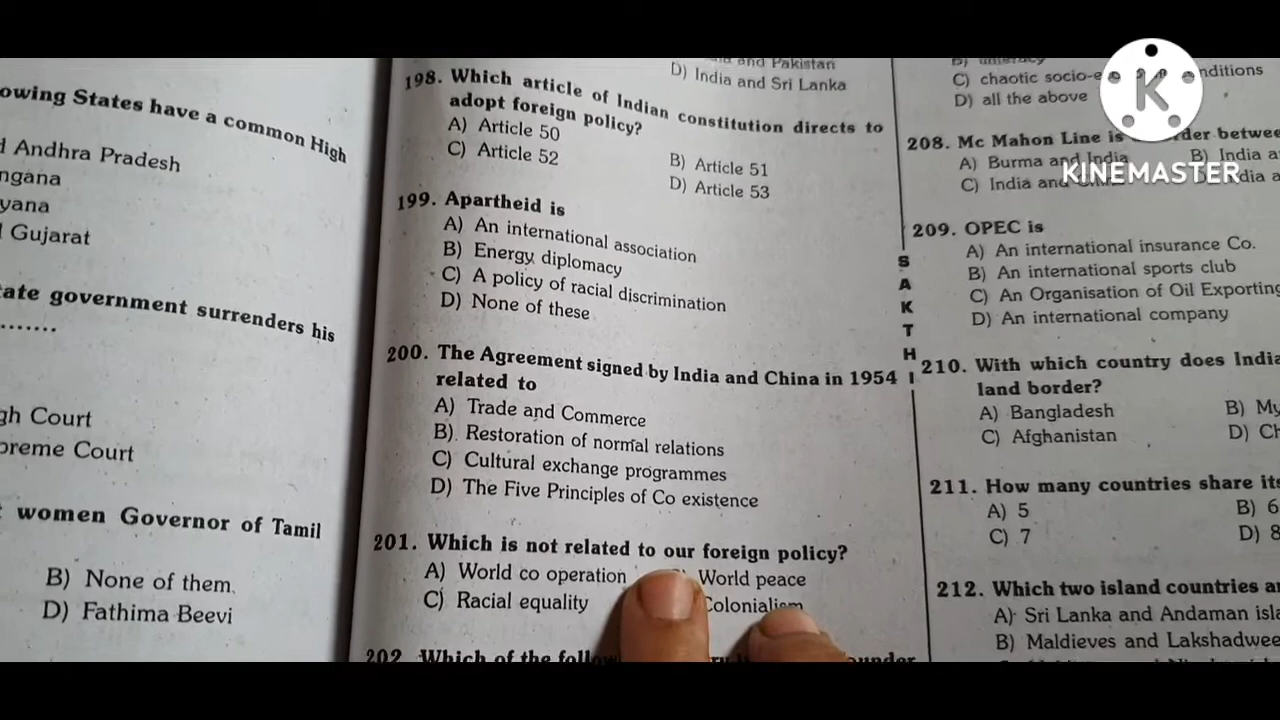 owing States have a common High
Andhra Pradesh
ngana
yana
Gujarat
ate government surrenders his
.......
gh Court
preme Court
women Governor of Tamil
B) None of them.
D) Fathima Beevi
and Pakistan
D) India and Sri Lanka
198. Which article of Indian constitution directs to
adopt foreign policy?
A) Article 50
B) Article 51
C) Article 52
D) Article 53
199. Apartheid is
A) An international association
B) Energy diplomacy
C) A policy of racial discrimination
D) None of these
200. The Agreement signed by India and China in 1954
related to
A) Trade and Commerce
B) Restoration of normal relations
C) Cultural exchange programmes
D) The Five Principles of Co existence
201. Which is not related to our foreign policy?
A) World co operation
World peace
C) Racial equality
Colonialism
202. Which of the
SAKTHI
C) chaotic socio-e nditions
D) all the above
208. Mc Mahon Line is
A) Burma and India
B) India a
C) India and
dia a
209. OPEC is
A) An international insurance Co.
B) An international sports club
C) An Organisation of Oil Exporting
D) An international company
210. With which country does India
land border?
A) Bangladesh
B) My
C) Afghanistan
D) Ch
211. How many countries share its
A) 5
B) 6
C) 7
D) 8
212. Which two island countries a
A) Sri Lanka and Andaman isla
B) Maldieves and Lakshadwee
K
KINEMASTER